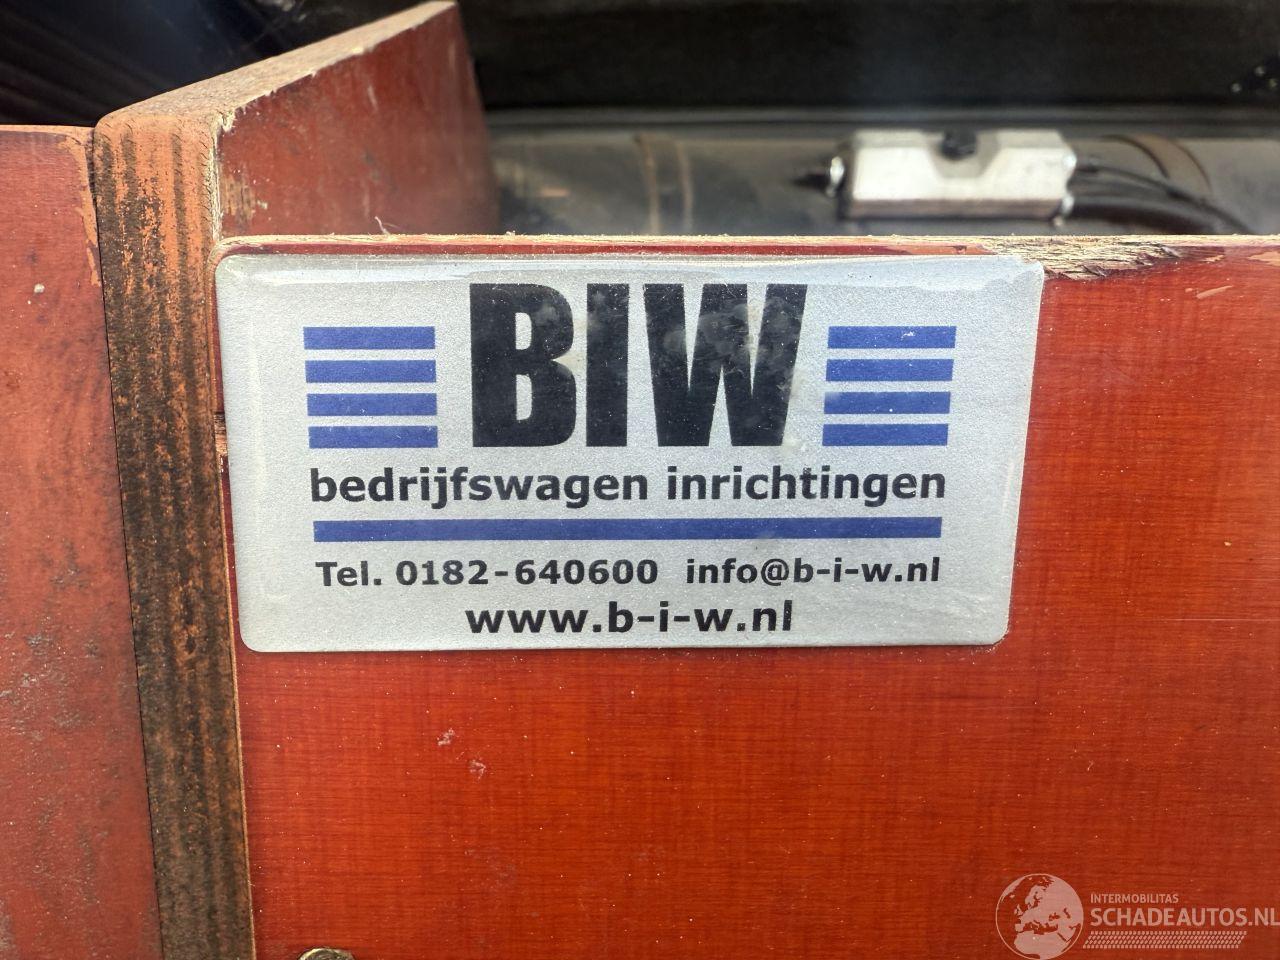 BIW
bedrijfswagen inrichtingen
Tel. 0182-640600 info@b-i-w.nl
www.b-i-w.nl
INTERMOBILITAS
SCHADEAUTOS.NL